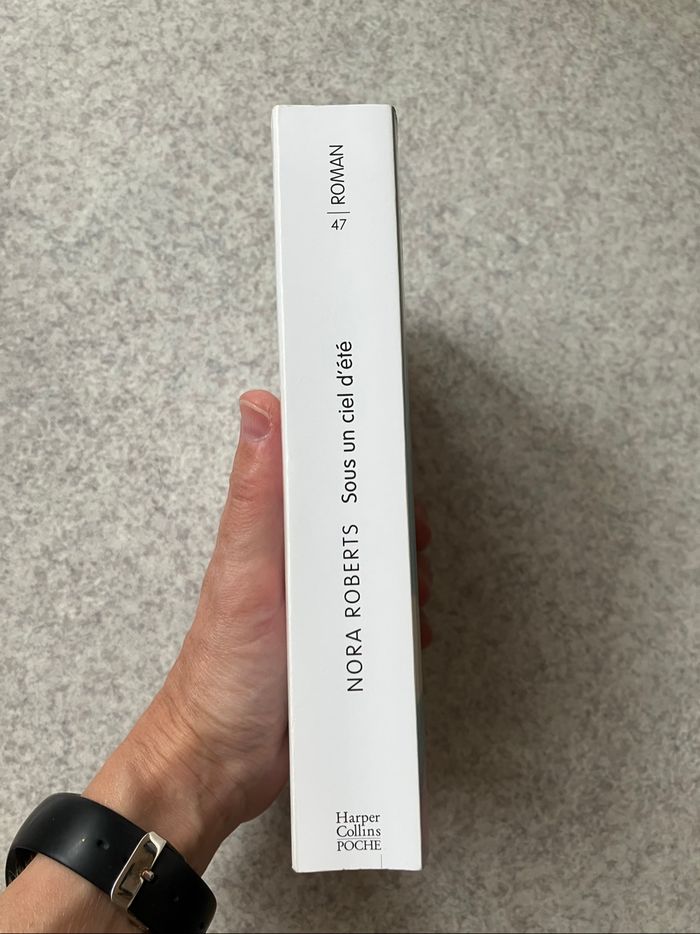 47 | ROMAN
NORA ROBERTS Sous un ciel d'été
Harper
Collins
POCHE